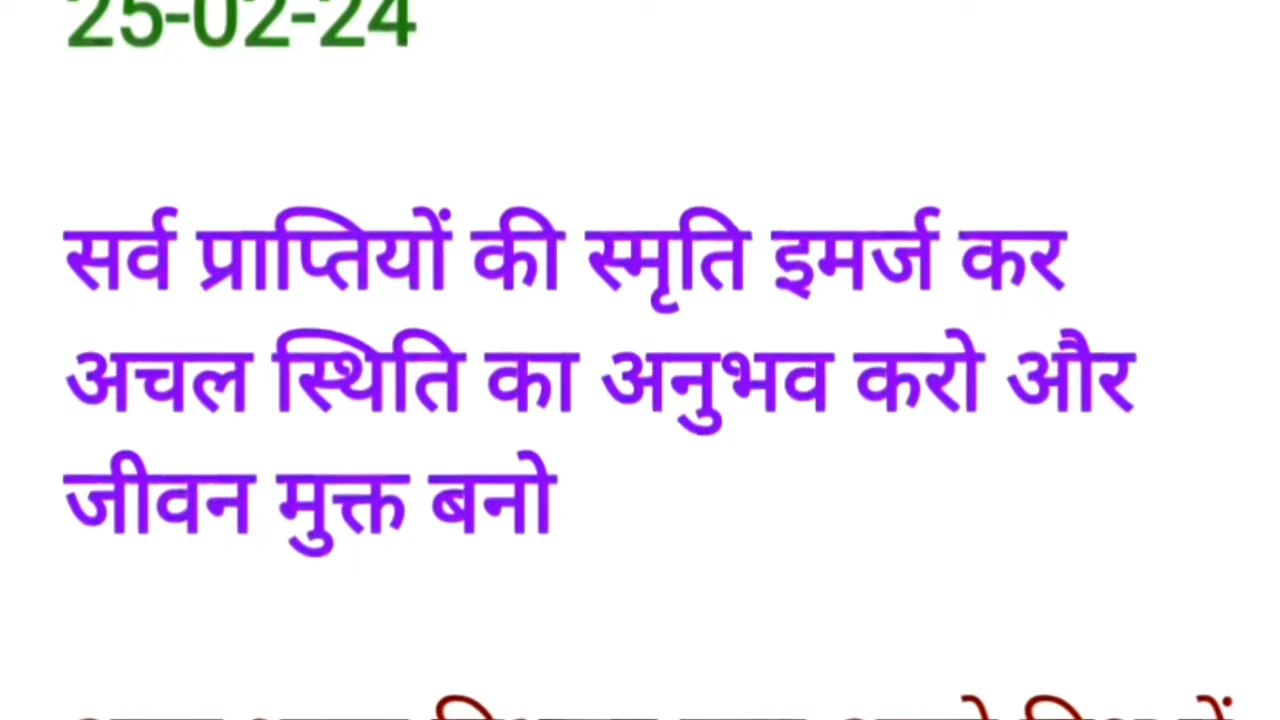 25-02-24
सर्व प्राप्तियों की स्मृति इमर्ज कर
अचल स्थिति का अनुभव करो और
जीवन मुक्त बनो